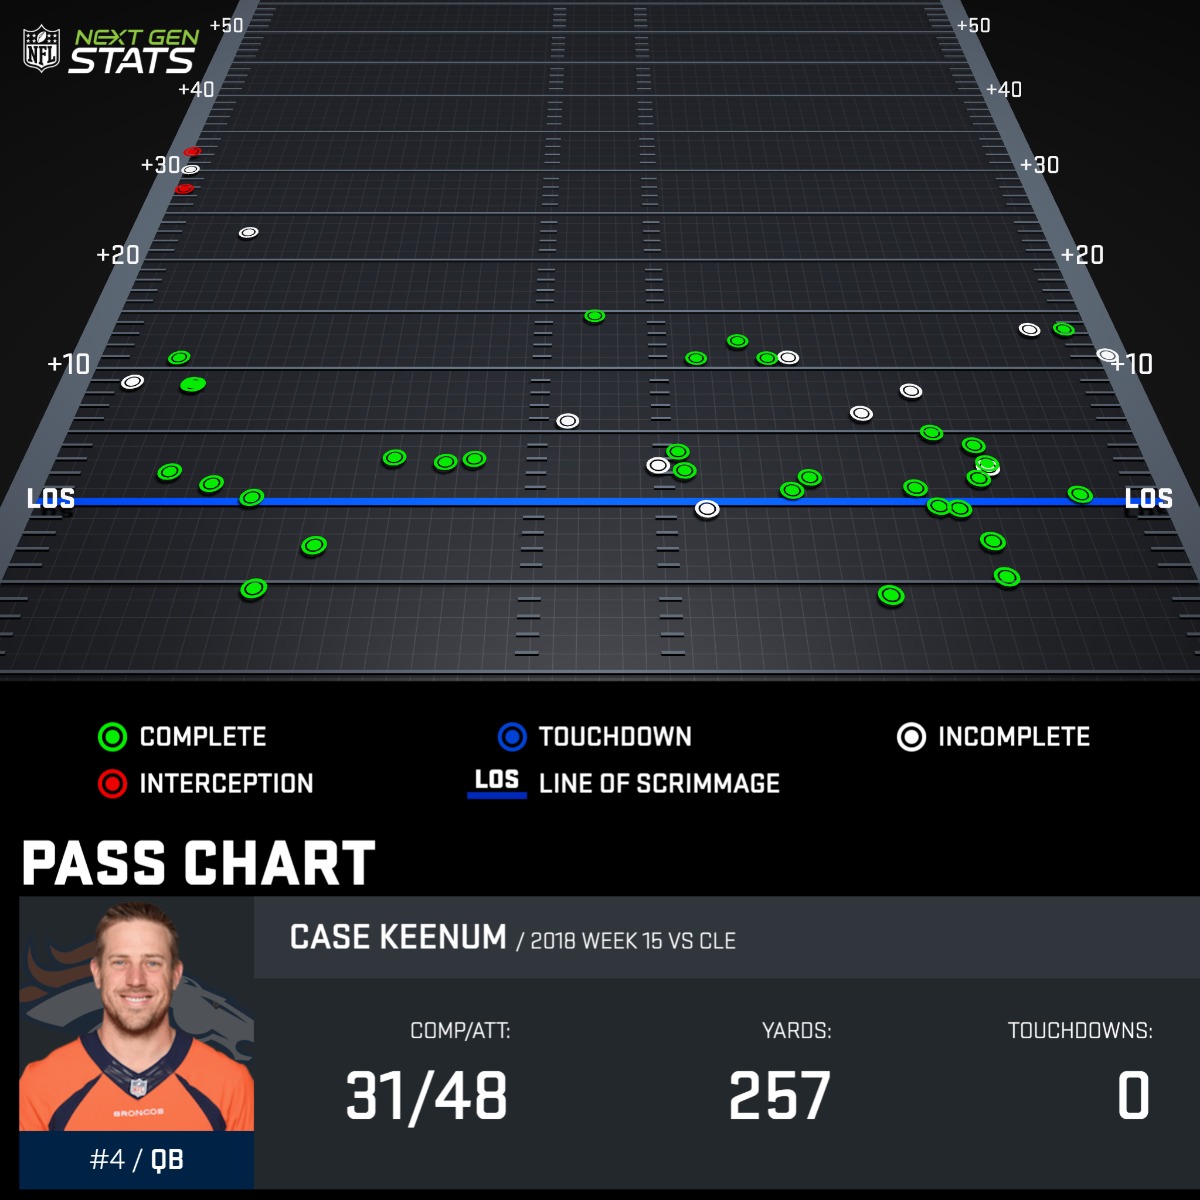 NFL
NEXT GEN
STATS
+50 +50
+40 +40
+30 +30
+20 +20
+10 +10
LOS LOS
COMPLETE TOUCHDOWN INCOMPLETE
INTERCEPTION LOS LINE OF SCRIMMAGE
PASS CHART
CASE KEENUM / 2018 WEEK 15 VS CLE
COMP/ATT: YARDS: TOUCHDOWNS:
31/48 257 0
BRONCOS
#4 / QB